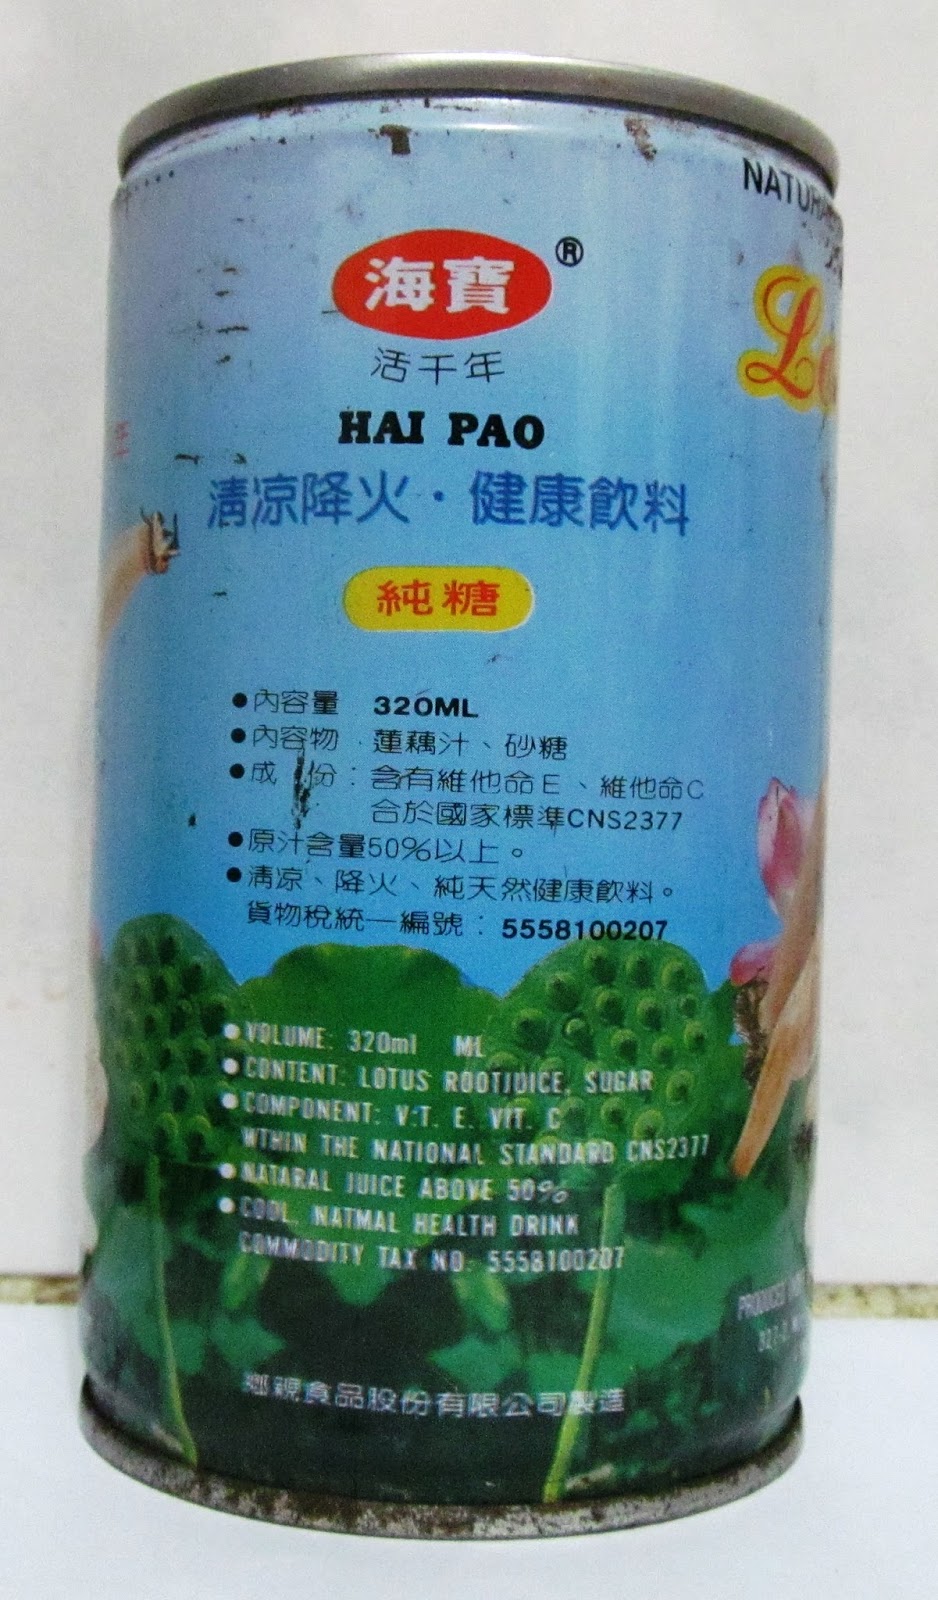 海寶®
活千年
HAI PAO
清凉降火·健康飲料
純糖
●內容量 320ML
●內容物 蓮藕汁、砂糖
●成份：含有維他命E、維他命C
合於國家標準CNS2377
●原汁含量50%以上。
●清凉、降火、純天然健康飲料。
貨物稅統一編號：5558100207
●VOLUME: 320ml ML
●CONTENT: LOTUS ROOTJUICE, SUGAR
●COMPONENT: V.T. E. VIT. C
WTHIN THE NATIONAL STANDARD CNS2377
●NATARAL JUICE ABOVE 50%
●COOL, NATMAL HEALTH DRINK
COMMODITY TAX NO: 5558100207
鄉親食品股份有限公司製造
年
NATURA
Lo
PRODUCED